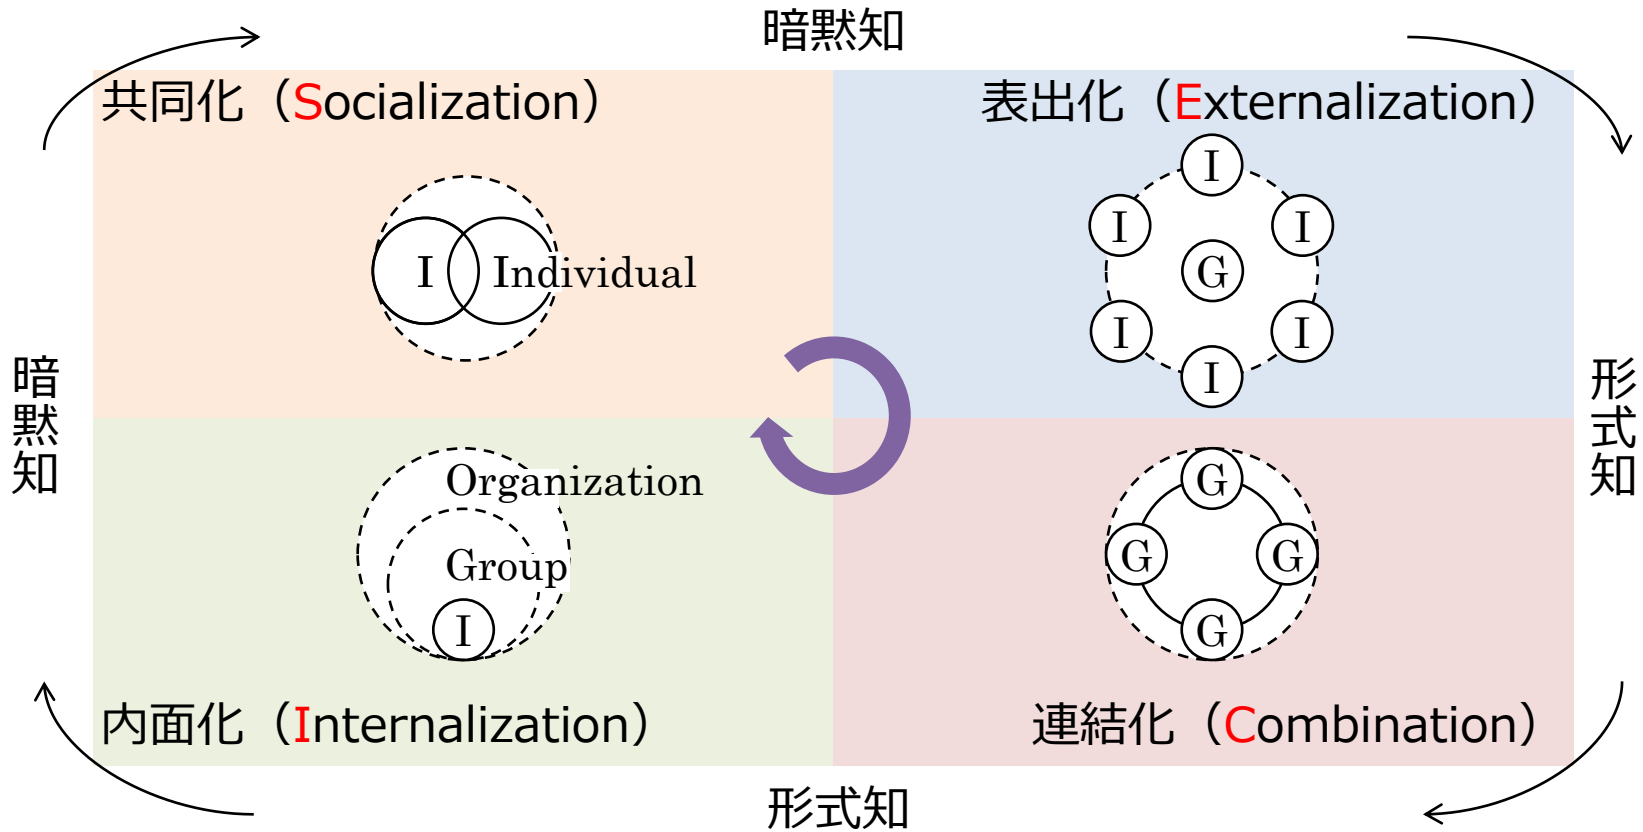 暗黙知
共同化（Socialization）
表出化（Externalization）
I
I
I
I
Individual
G
I
I
I
暗黙知
形式知
Organization
Group
I
G
G
G
G
内面化（Internalization）
連結化（Combination）
形式知